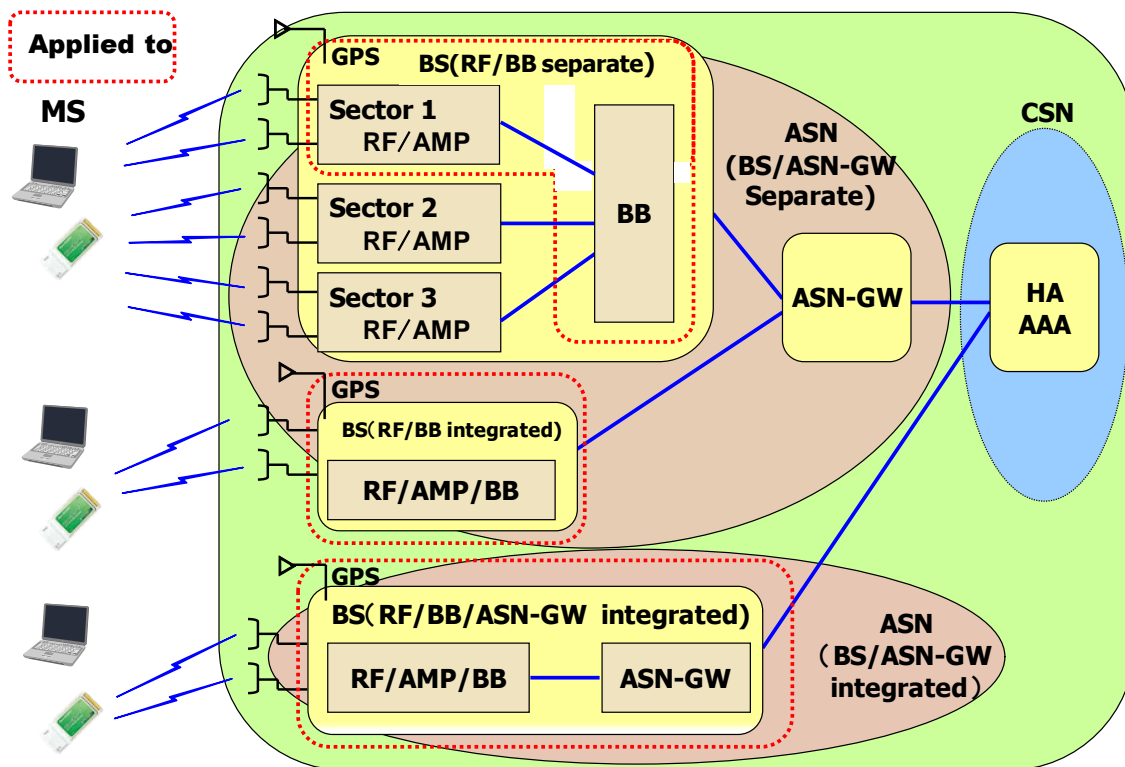 Applied to
MS
GPS
BS(RF/BB separate)
Sector 1
RF/AMP
Sector 2
RF/AMP
Sector 3
RF/AMP
BB
ASN
(BS/ASN-GW
Separate)
ASN-GW
CSN
HA
AAA
GPS
BS(RF/BB integrated)
RF/AMP/BB
GPS
BS(RF/BB/ASN-GW integrated)
RF/AMP/BB
ASN-GW
ASN
(BS/ASN-GW
integrated)